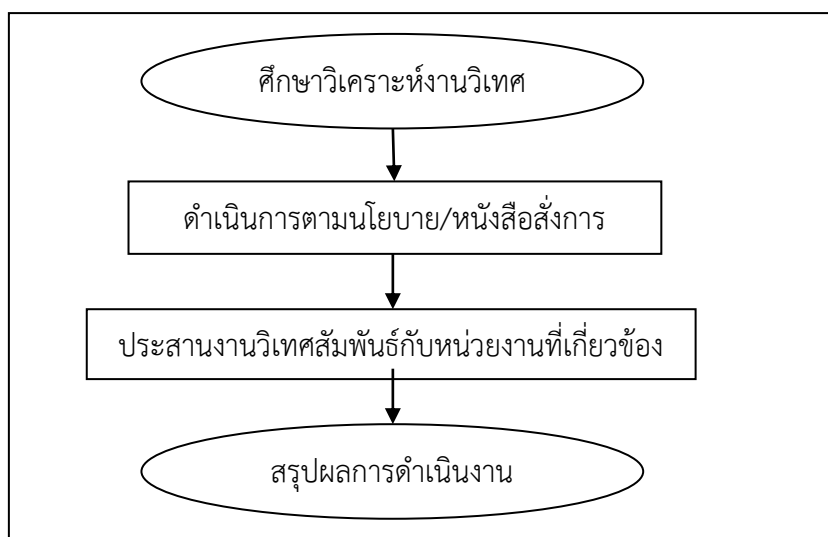 ศึกษาวิเคราะห์งานวิเทศ
ดำเนินการตามนโยบาย/หนังสือสั่งการ
ประสานงานวิเทศสัมพันธ์กับหน่วยงานที่เกี่ยวข้อง
สรุปผลการดำเนินงาน